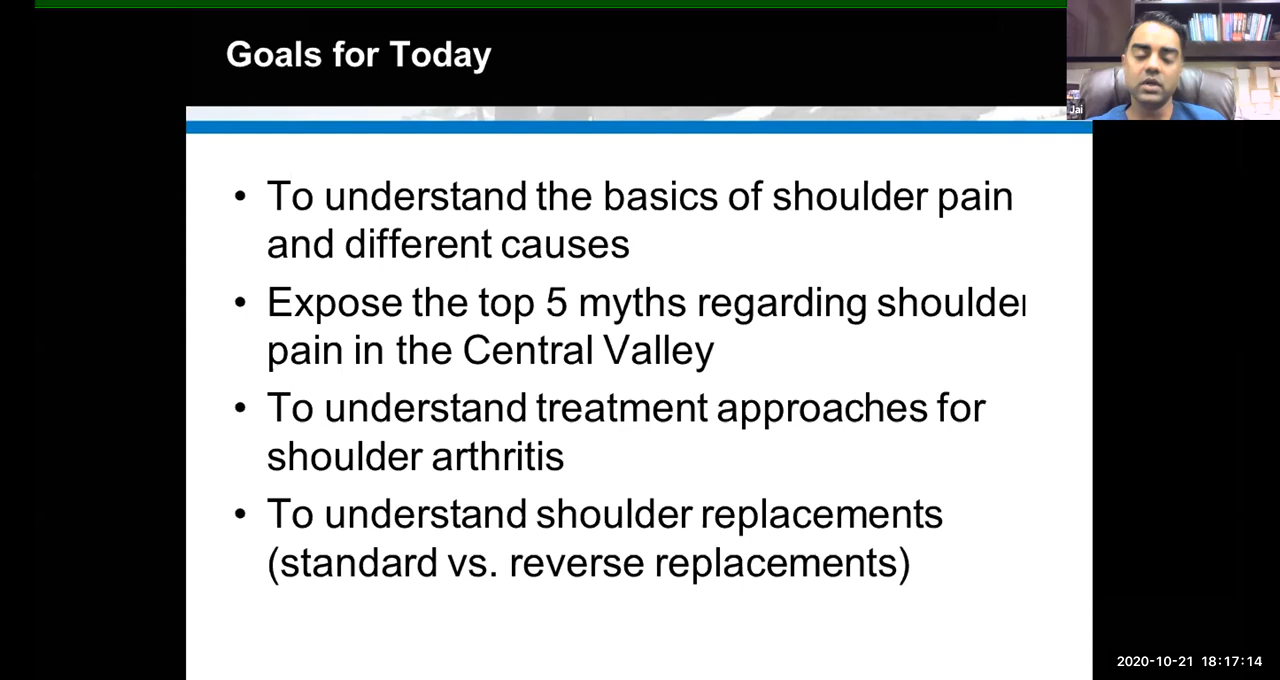 Goals for Today
Jai
• To understand the basics of shoulder pain
and different causes
• Expose the top 5 myths regarding shoulder
pain in the Central Valley
• To understand treatment approaches for
shoulder arthritis
• To understand shoulder replacements
(standard vs. reverse replacements)
2020-10-21 18:17:14